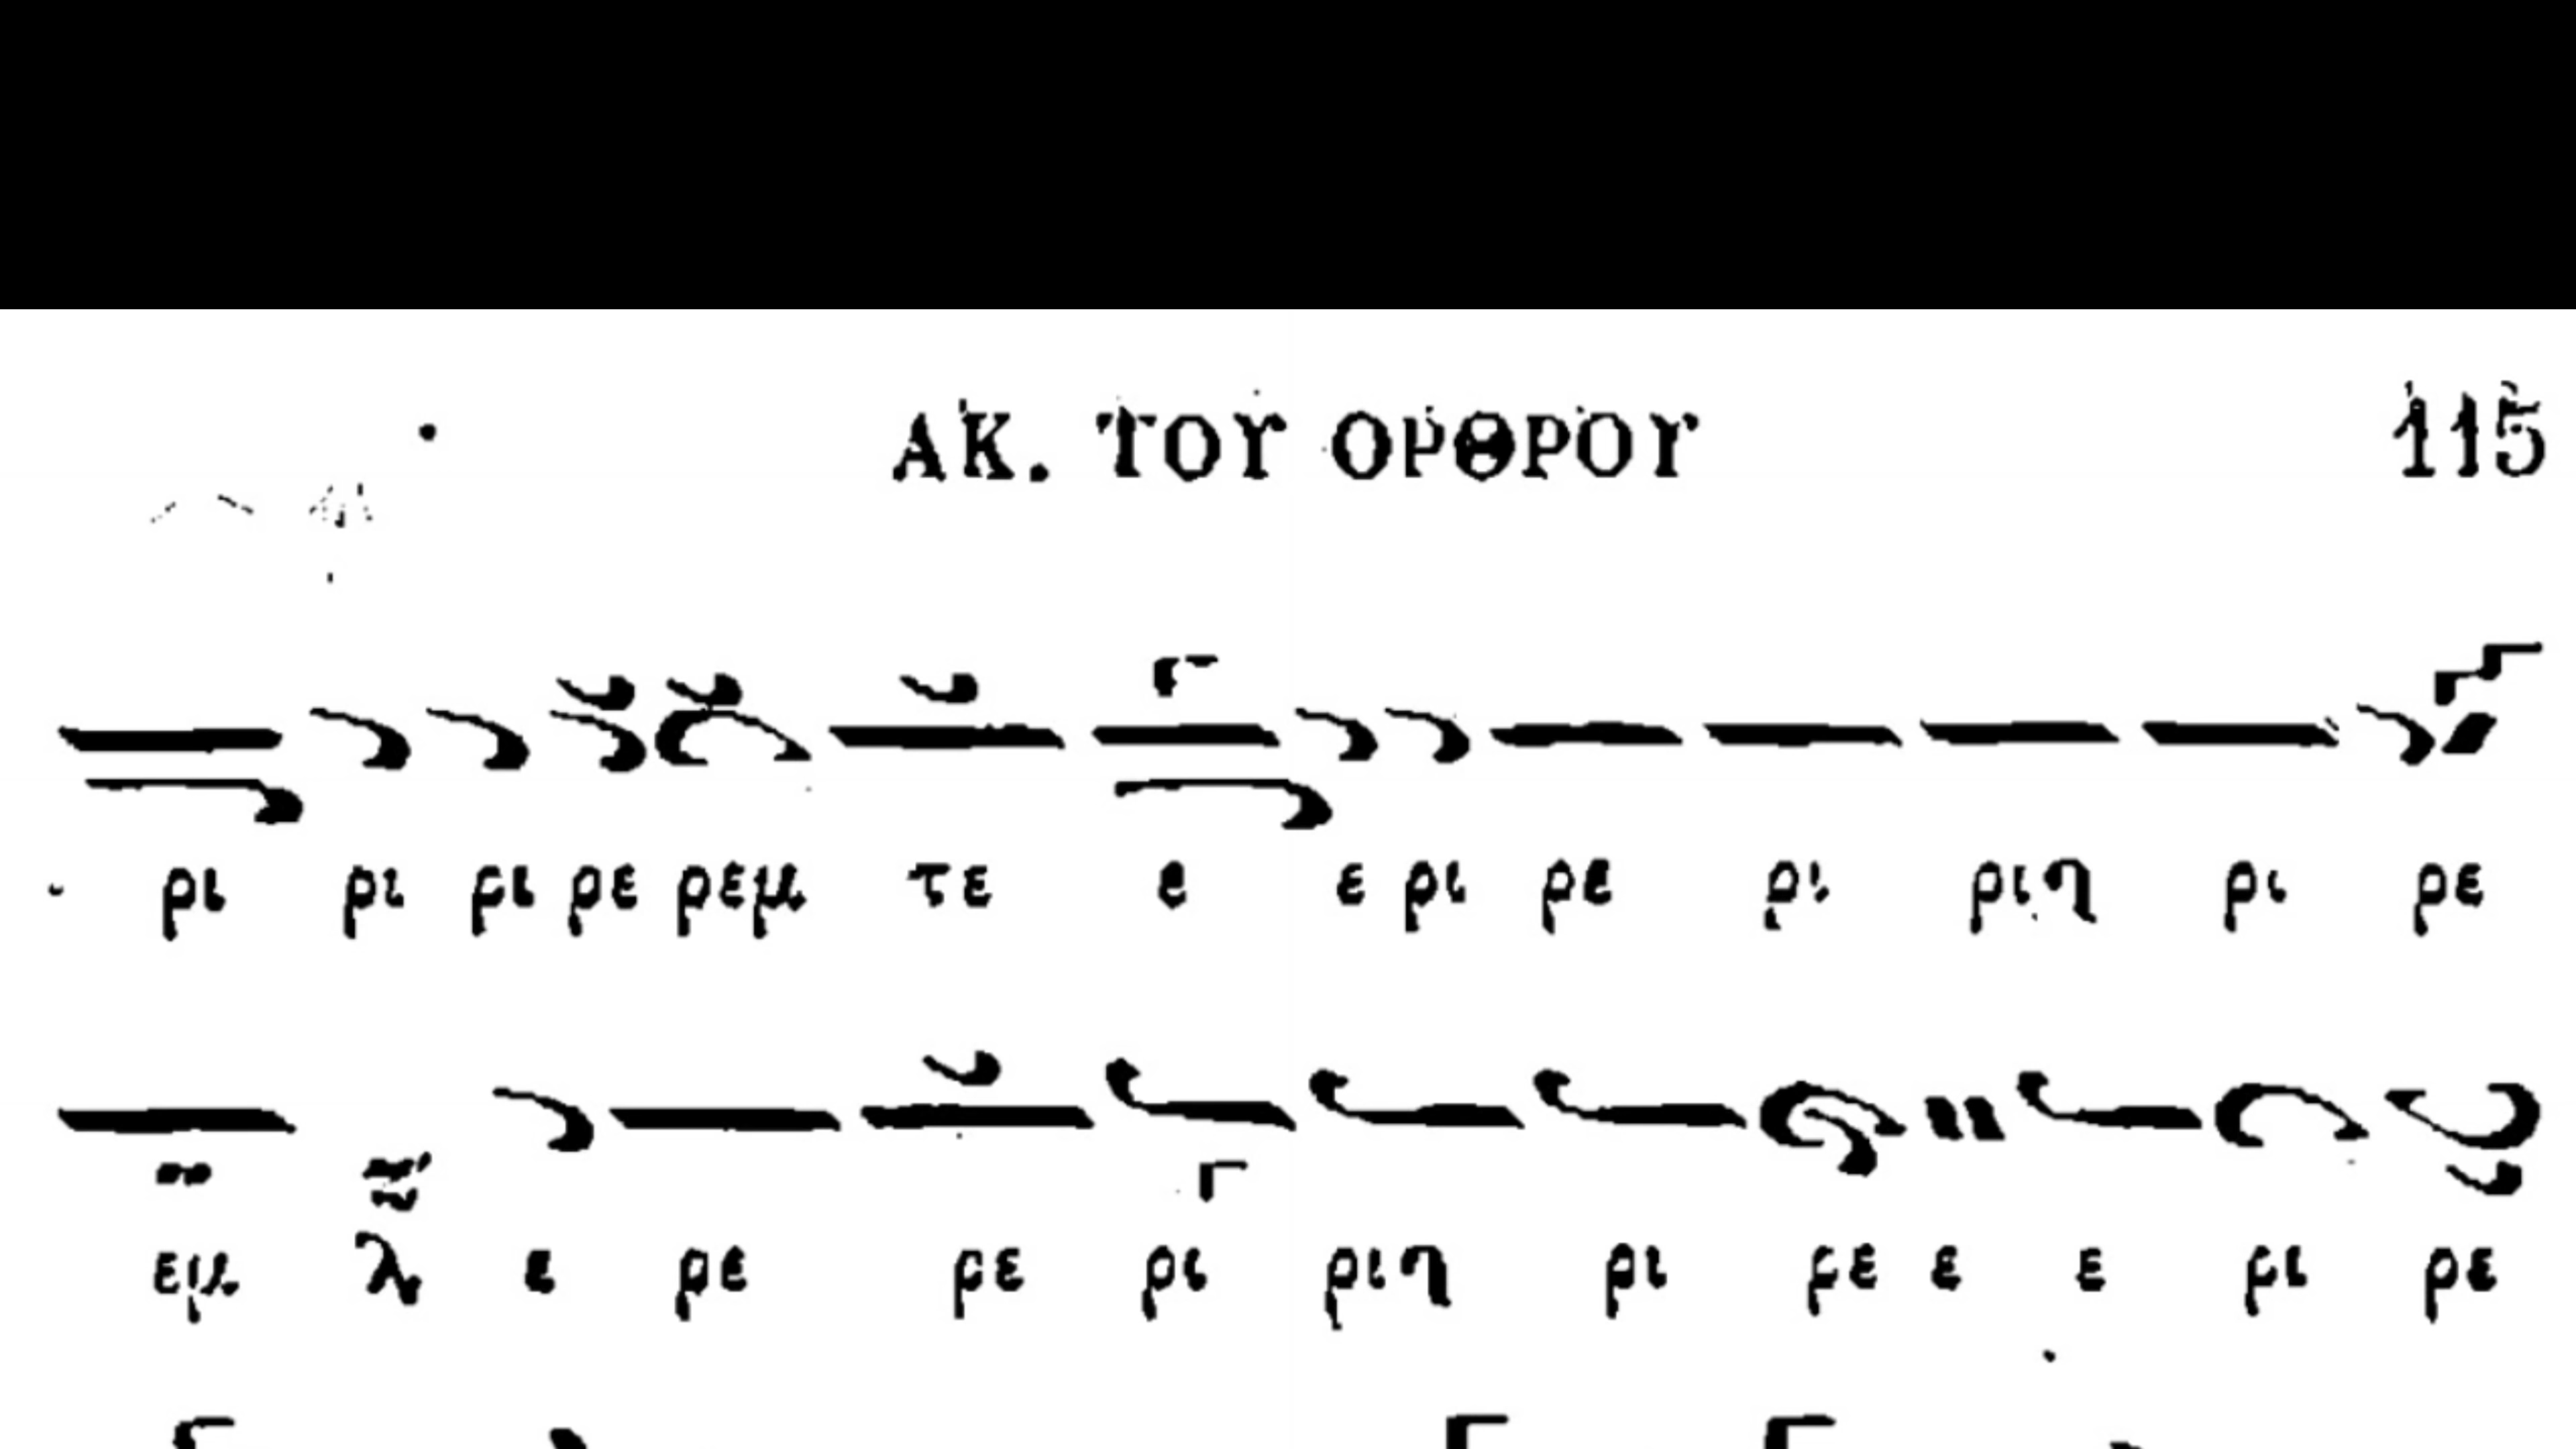 ΑΚ. ΤΟΥ ΟΡΘΡΟΥ 115
ρι ρι ρι ρε ρεμ τε ε ε ρι ρε ρι ριη ρι ρε
εμ λ ε ρε ρε ρι ριη ρι ρε ε ε ρι ρε